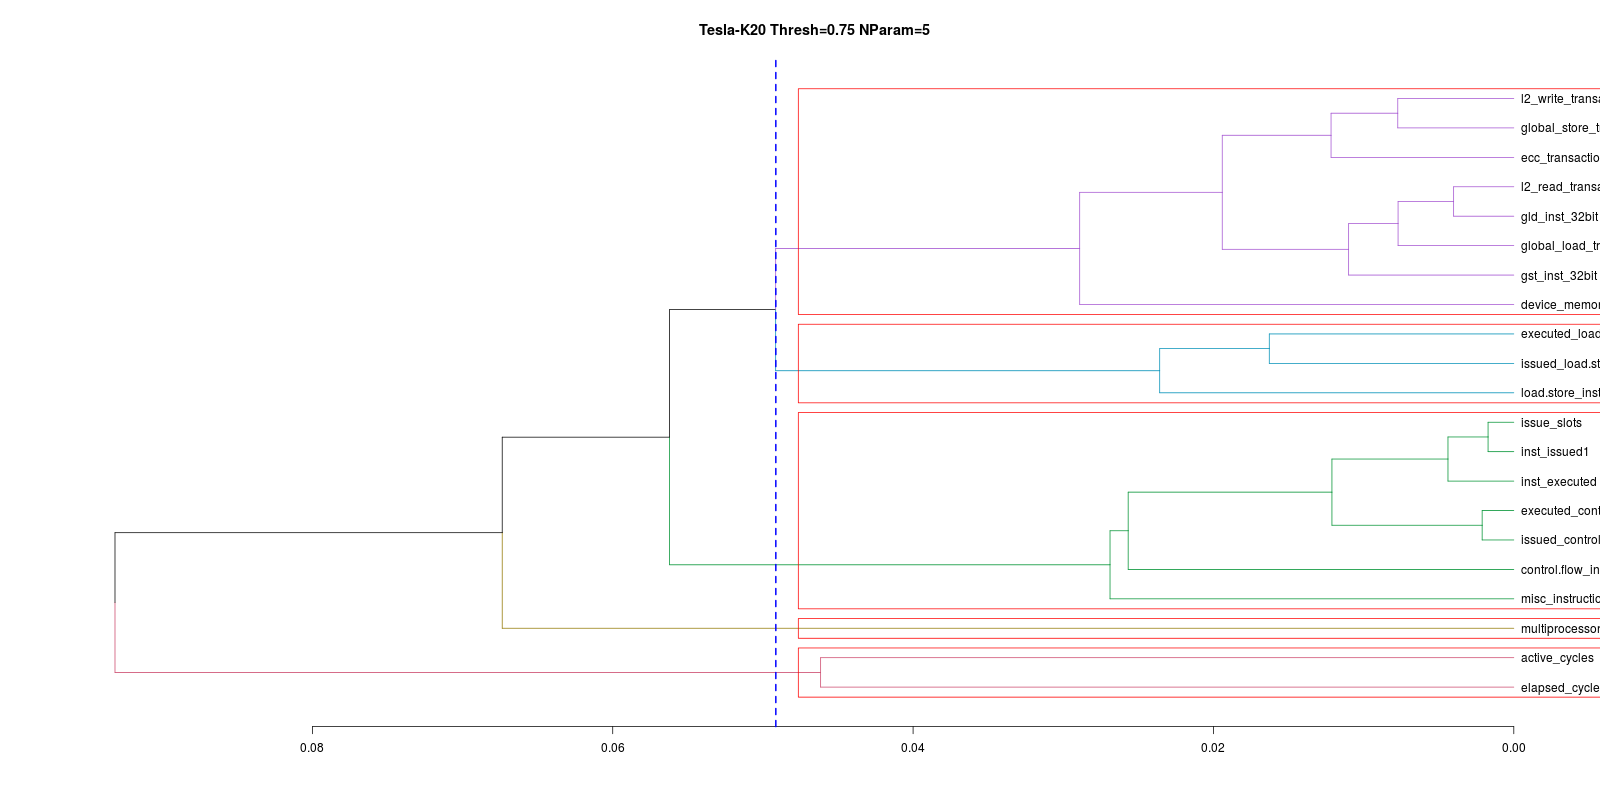 Tesla-K20 Thresh=0.75 NParam=5
l2_write_transa
global_store_t
ecc_transactio
l2_read_transa
gld_inst_32bit
global_load_tr
gst_inst_32bit
device_memor
executed_load
issued_load.st
load.store_inst
issue_slots
inst_issued1
inst_executed
executed_cont
issued_control
control.flow_in
misc_instructio
multiprocessor
active_cycles
elapsed_cycle
0.08 0.06 0.04 0.02 0.00